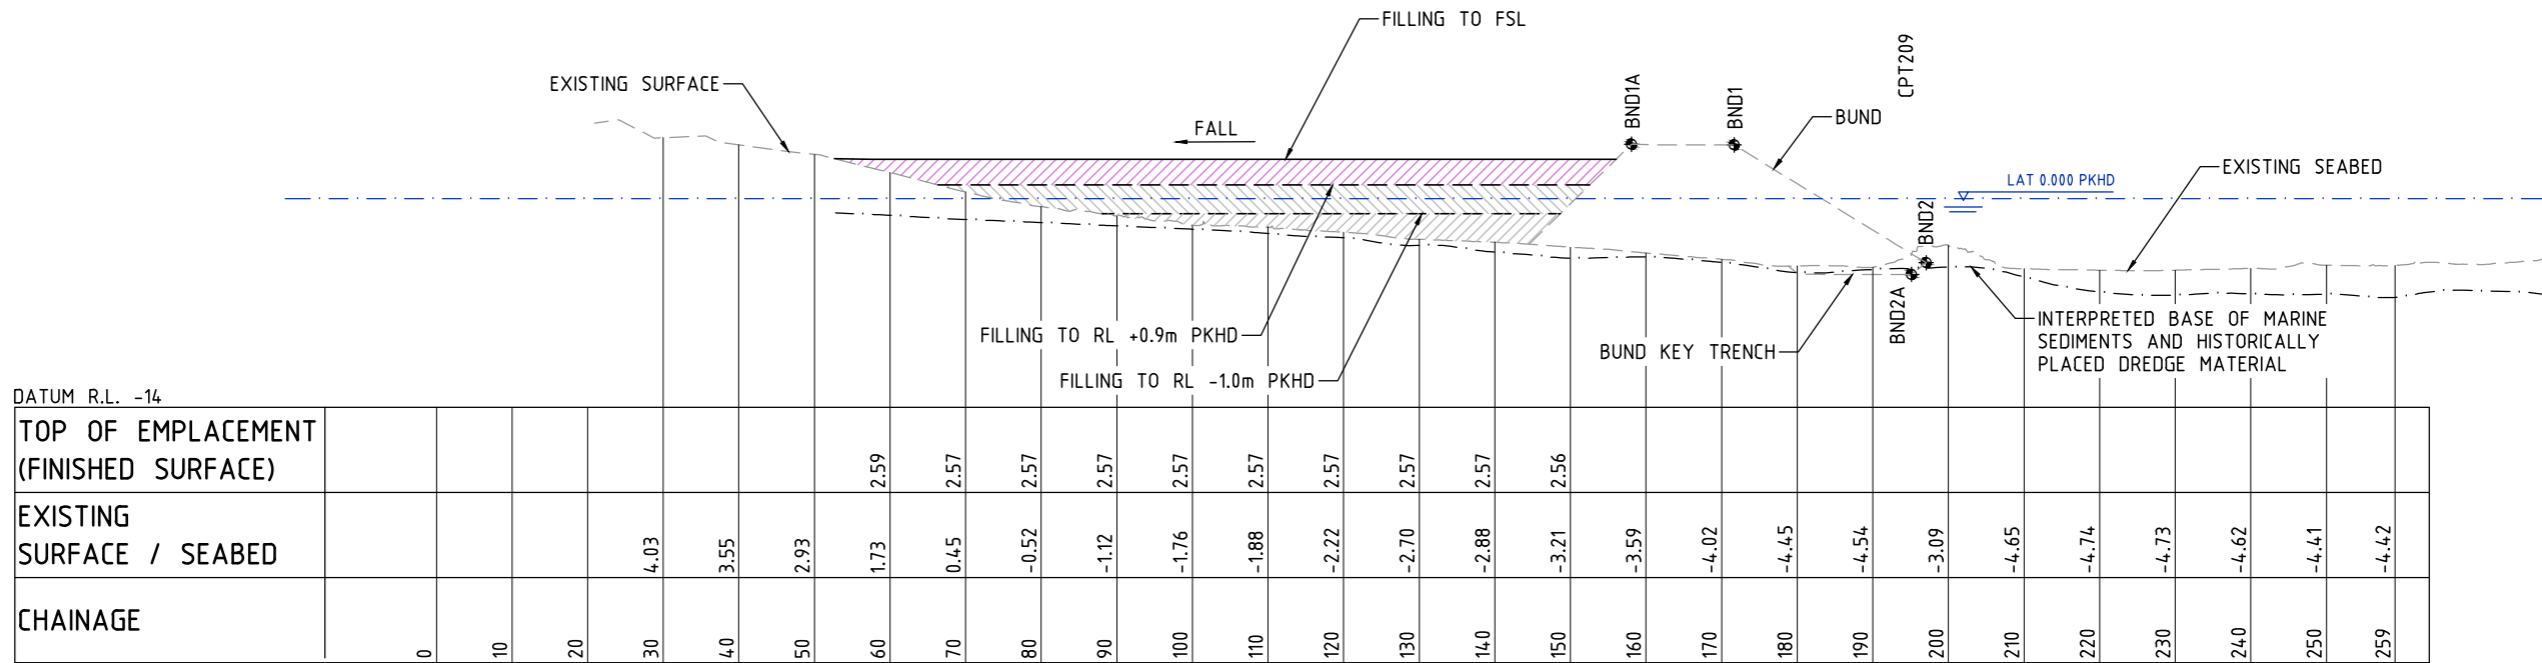 FILLING TO FSL
EXISTING SURFACE
FALL
BND1A
BND1
CPT209
BUND
EXISTING SEABED
LAT 0.000 PKHD
BND2
BND2A
FILLING TO RL +0.9m PKHD
FILLING TO RL -1.0m PKHD
BUND KEY TRENCH
INTERPRETED BASE OF MARINE
SEDIMENTS AND HISTORICALLY
PLACED DREDGE MATERIAL
DATUM R.L. -14
TOP OF EMPLACEMENT
(FINISHED SURFACE)
2.59 2.57 2.57 2.57 2.57 2.57 2.57 2.57 2.57 2.56
EXISTING
SURFACE / SEABED
4.03 3.55 2.93 1.73 0.45 -0.52 -1.12 -1.76 -1.88 -2.22 -2.70 -2.88 -3.21 -3.59 -4.02 -4.45 -4.54 -3.09 -4.65 -4.74 -4.73 -4.62 -4.41 -4.42
CHAINAGE
0 10 20 30 40 50 60 70 80 90 100 110 120 130 140 150 160 170 180 190 200 210 220 230 240 250 259